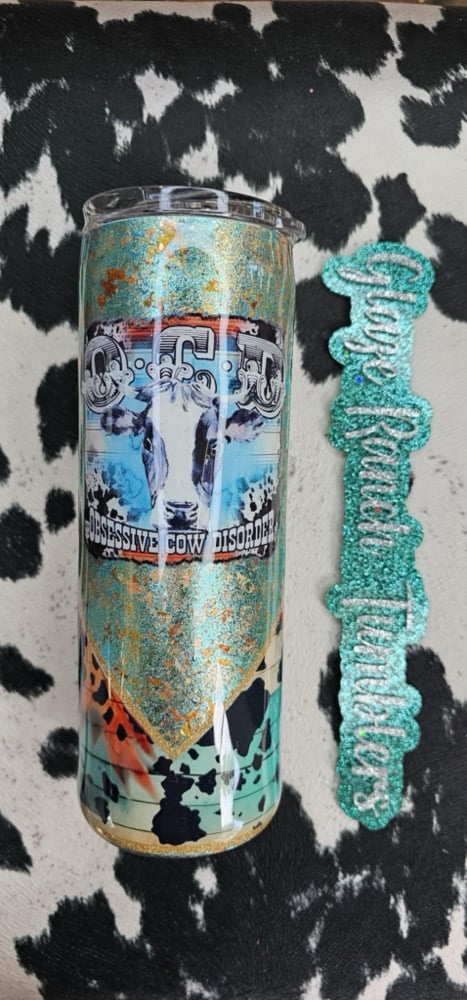 O·C·D
OBSESSIVE COW DISORDER
Glaze Ranch Tumblers